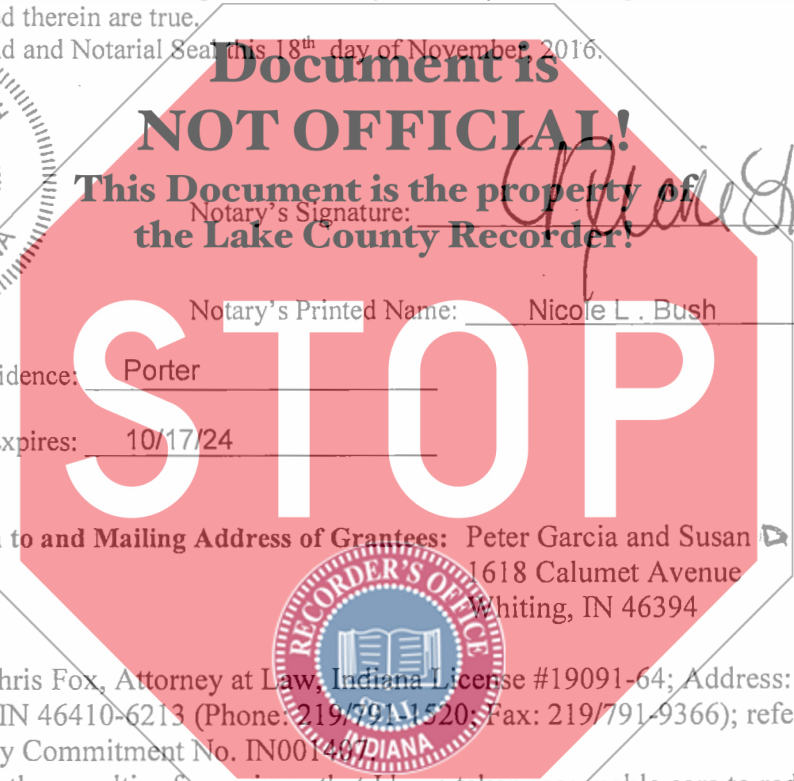 d therein are true.
d and Notarial Seal this 18th day of November, 2016.
Document is
NOT OFFICIAL!
This Document is the property of
Notary's Signature:
the Lake County Recorder!
Notary's Printed Name: Nicole L . Bush
STOP
idence: Porter
xpires: 10/17/24
to and Mailing Address of Grantees: Peter Garcia and Susan D
1618 Calumet Avenue
Whiting, IN 46394
RECORDER'S OFFICE
SEAL
INDIANA
hris Fox, Attorney at Law, Indiana License #19091-64; Address:
IN 46410-6213 (Phone: 219/791-1520; Fax: 219/791-9366); refe
y Commitment No. IN001407.